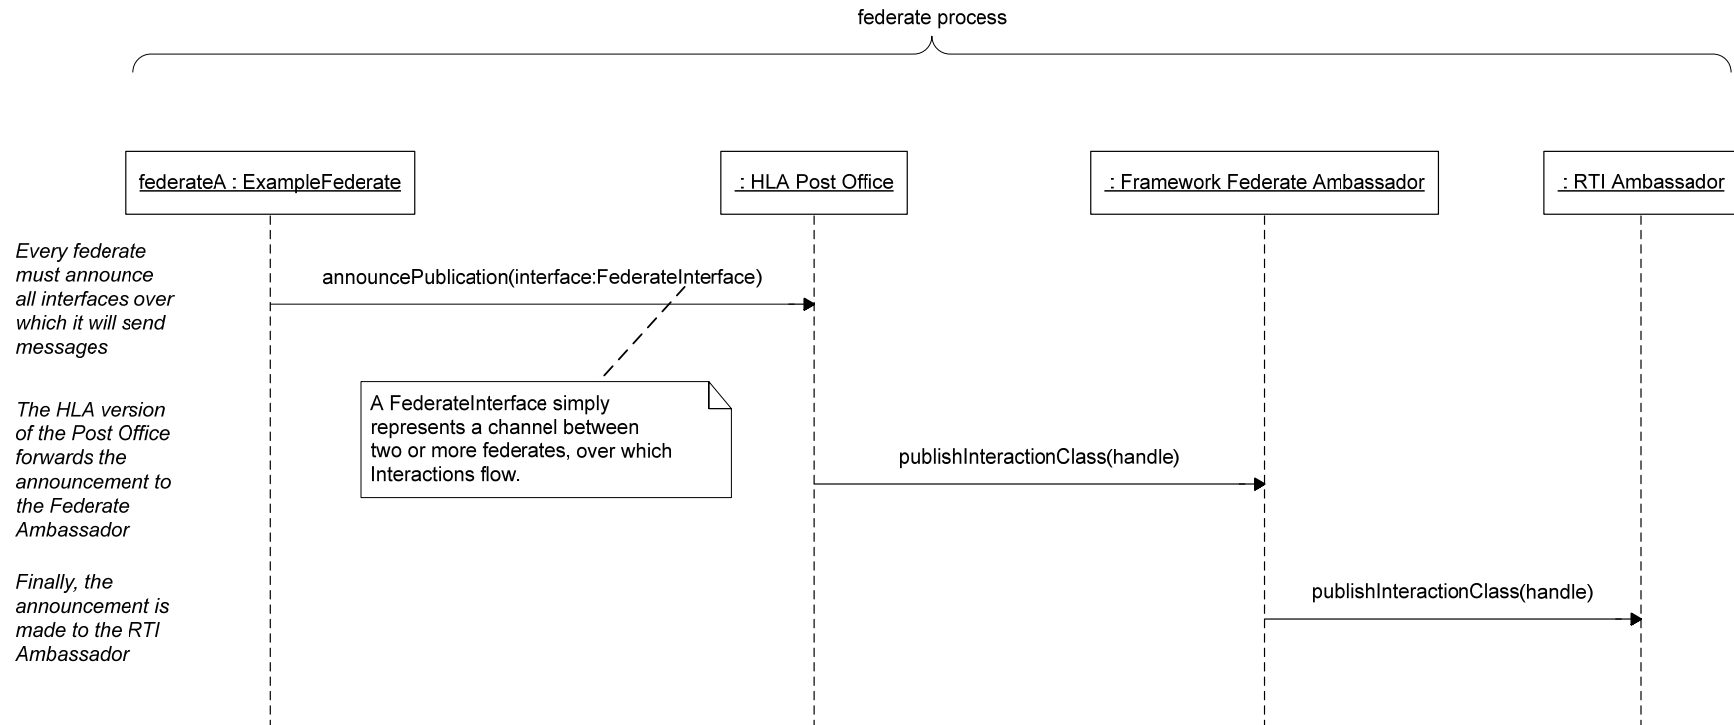 federate process
federateA : ExampleFederate
: HLA Post Office
: Framework Federate Ambassador
: RTI Ambassador
Every federate
must announce
all interfaces over
which it will send
messages
announcePublication(interface:FederateInterface)
A FederateInterface simply
represents a channel between
two or more federates, over which
Interactions flow.
The HLA version
of the Post Office
forwards the
announcement to
the Federate
Ambassador
publishInteractionClass(handle)
Finally, the
announcement is
made to the RTI
Ambassador
publishInteractionClass(handle)